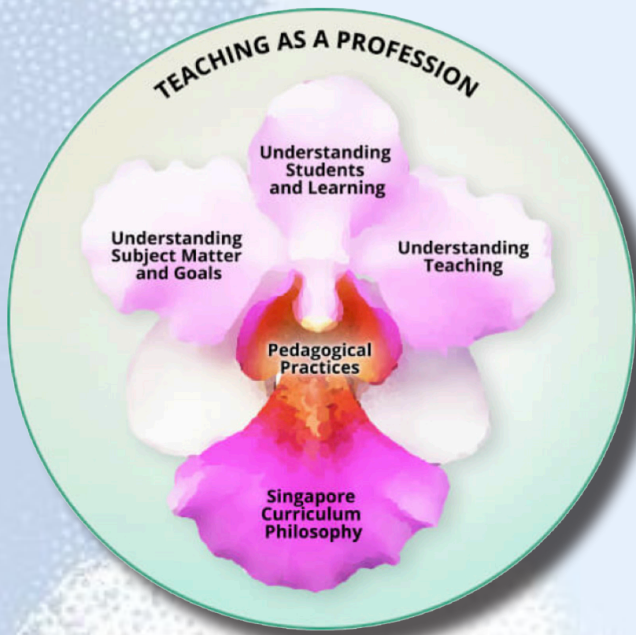 TEACHING AS A PROFESSION
Understanding
Students
and Learning
Understanding
Subject Matter
and Goals
Understanding
Teaching
Pedagogical
Practices
Singapore
Curriculum
Philosophy